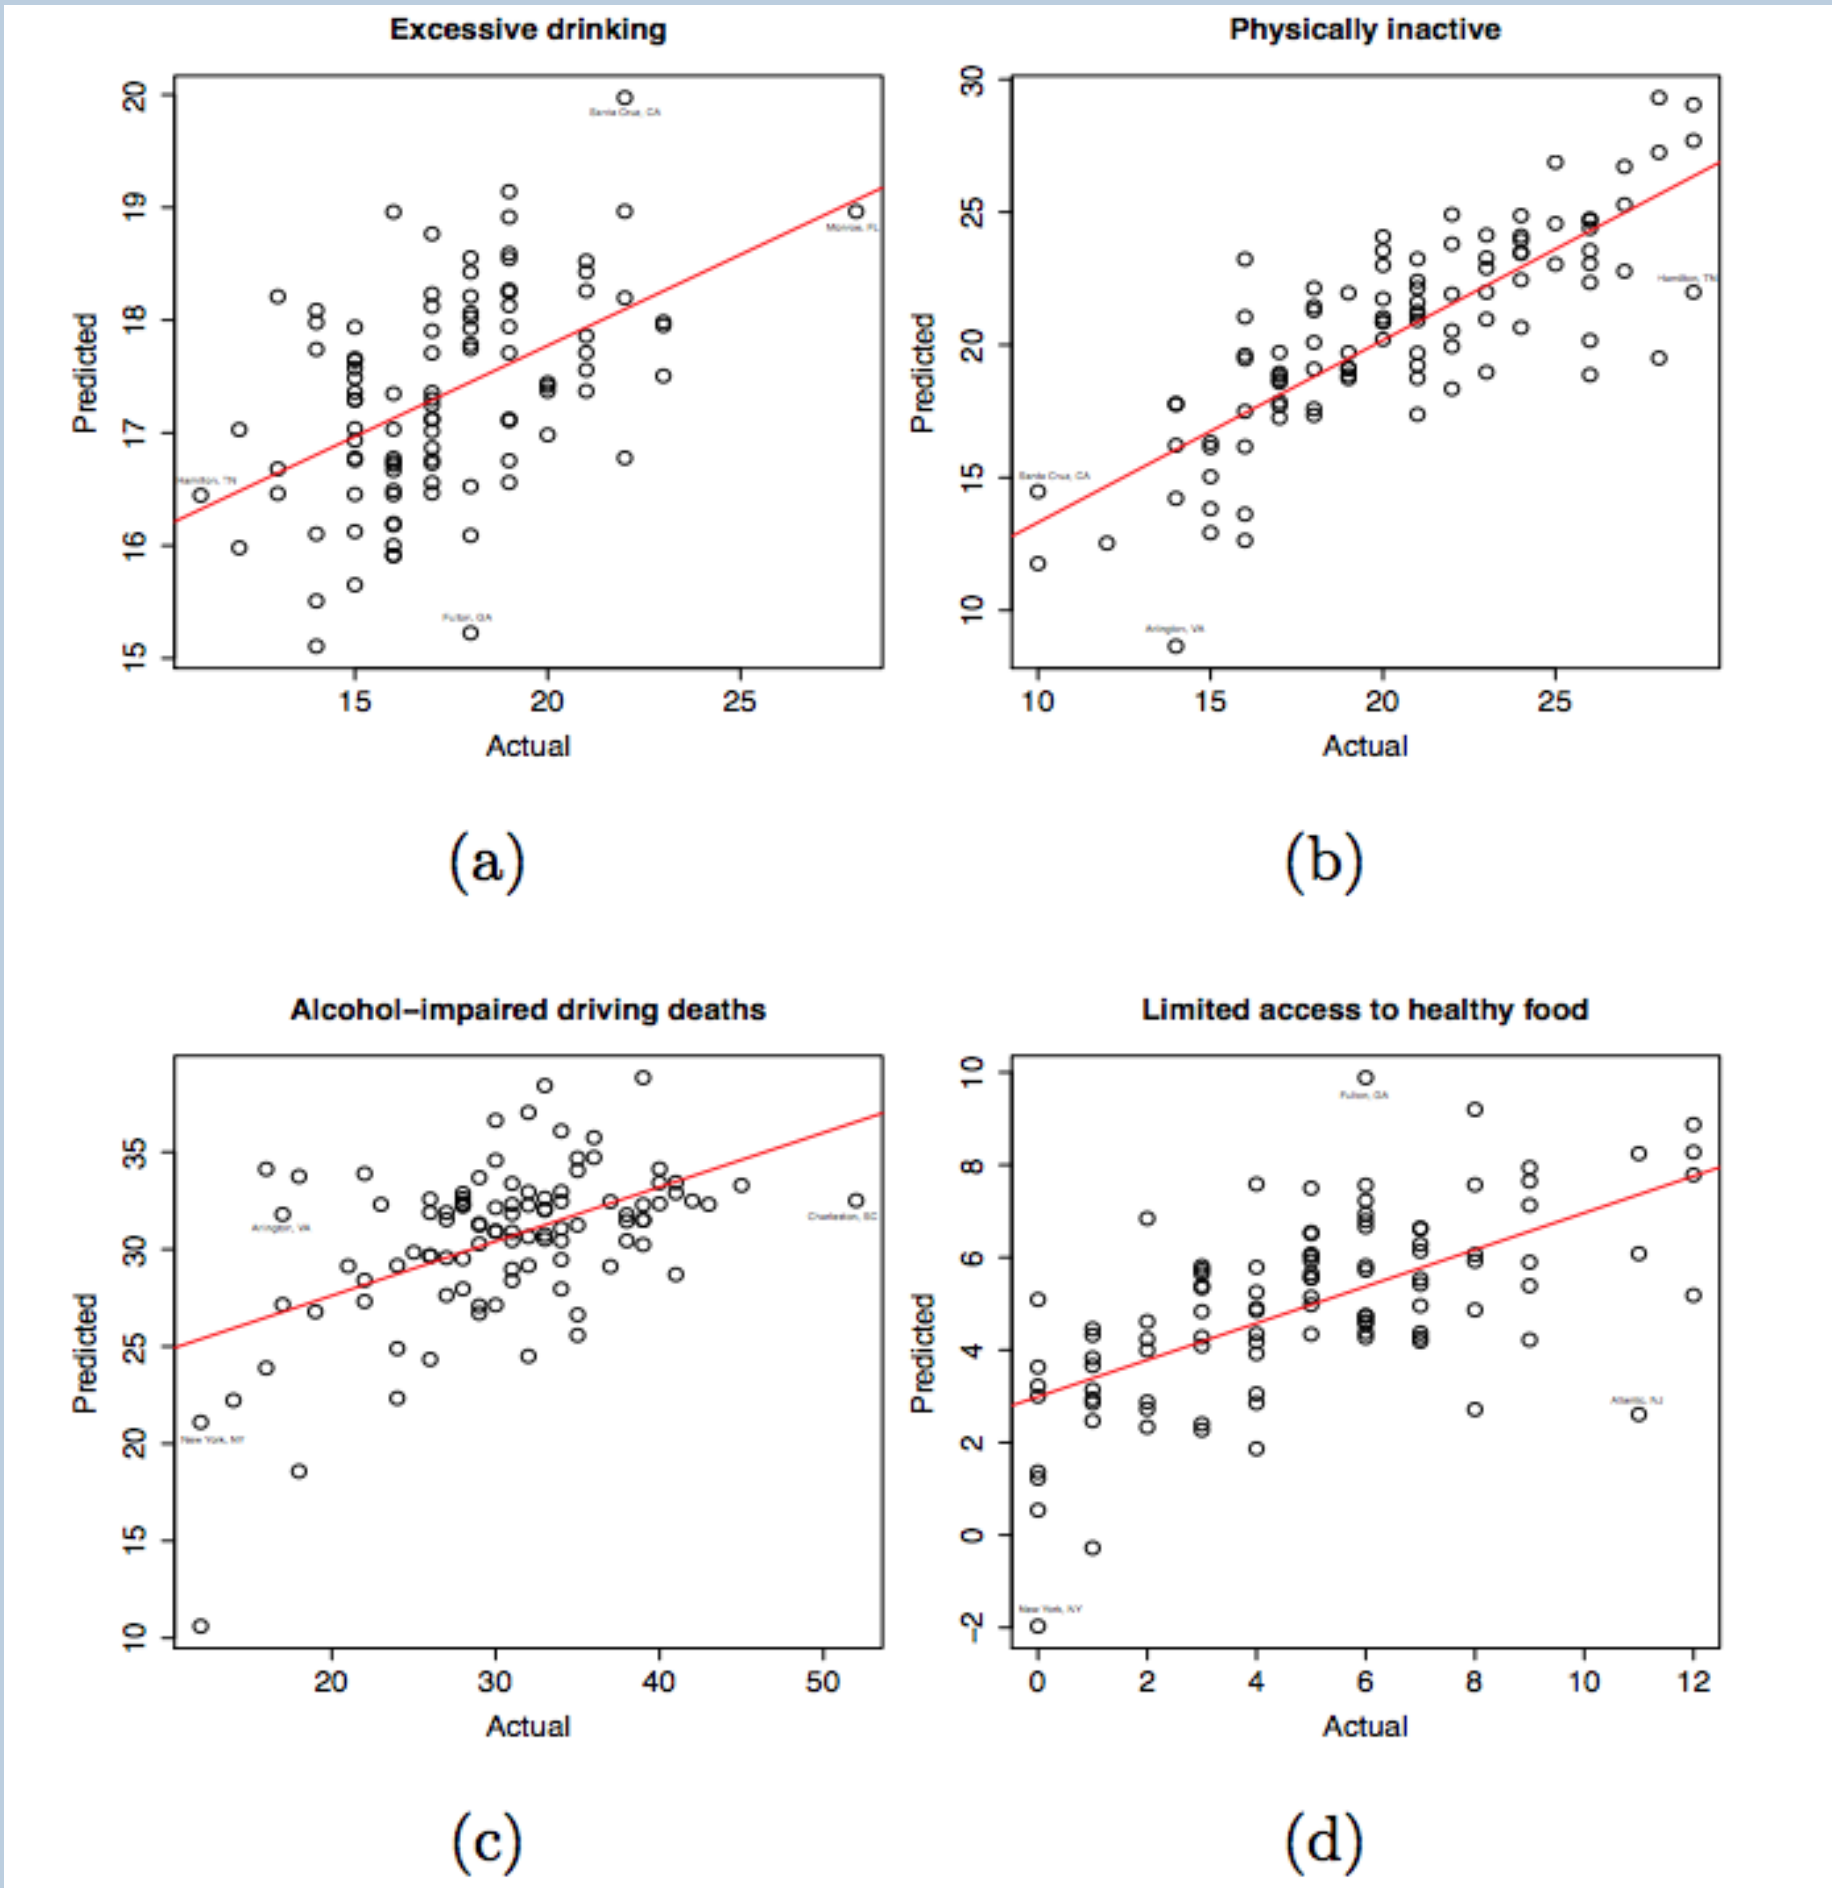 Excessive drinking
Predicted
20
19
18
17
16
15
Santa Cruz, CA
Monroe, FL
Hamilton, TN
Fulton, GA
15 20 25
Actual
(a)
Physically inactive
Predicted
30
25
20
15
10
Hamilton, TN
Santa Cruz, CA
Arlington, VA
10 15 20 25
Actual
(b)
Alcohol–impaired driving deaths
Predicted
35
30
25
20
15
10
Arlington, VA
Charleston, SC
New York, NY
20 30 40 50
Actual
(c)
Limited access to healthy food
Predicted
10
8
6
4
2
0
−2
Fulton, GA
Atlantic, NJ
New York, NY
0 2 4 6 8 10 12
Actual
(d)